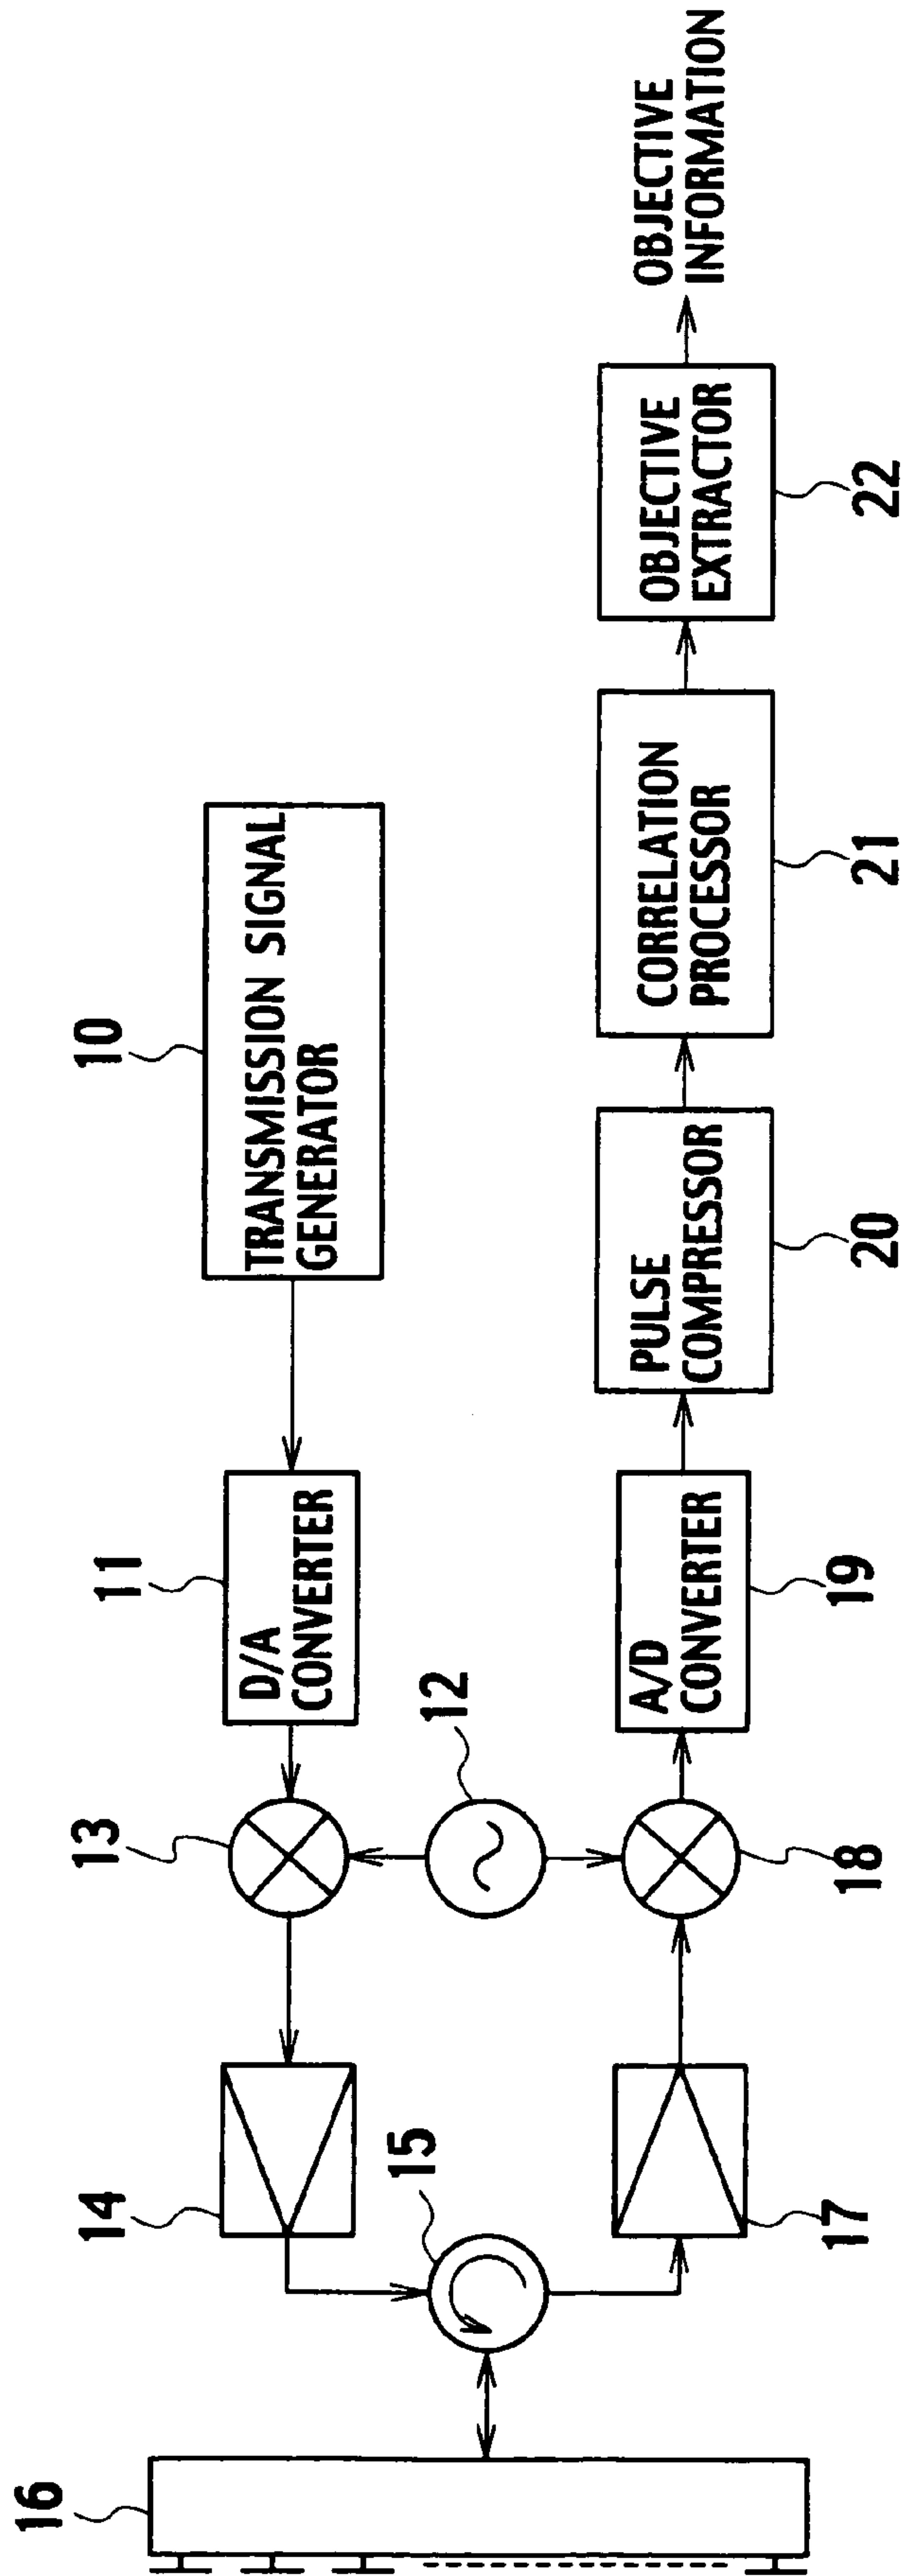 10
TRANSMISSION SIGNAL
GENERATOR
11
D/A
CONVERTER
13
12
14
15
16
17
18
19
A/D
CONVERTER
20
PULSE
COMPRESSOR
21
CORRELATION
PROCESSOR
22
OBJECTIVE
EXTRACTOR
OBJECTIVE
INFORMATION